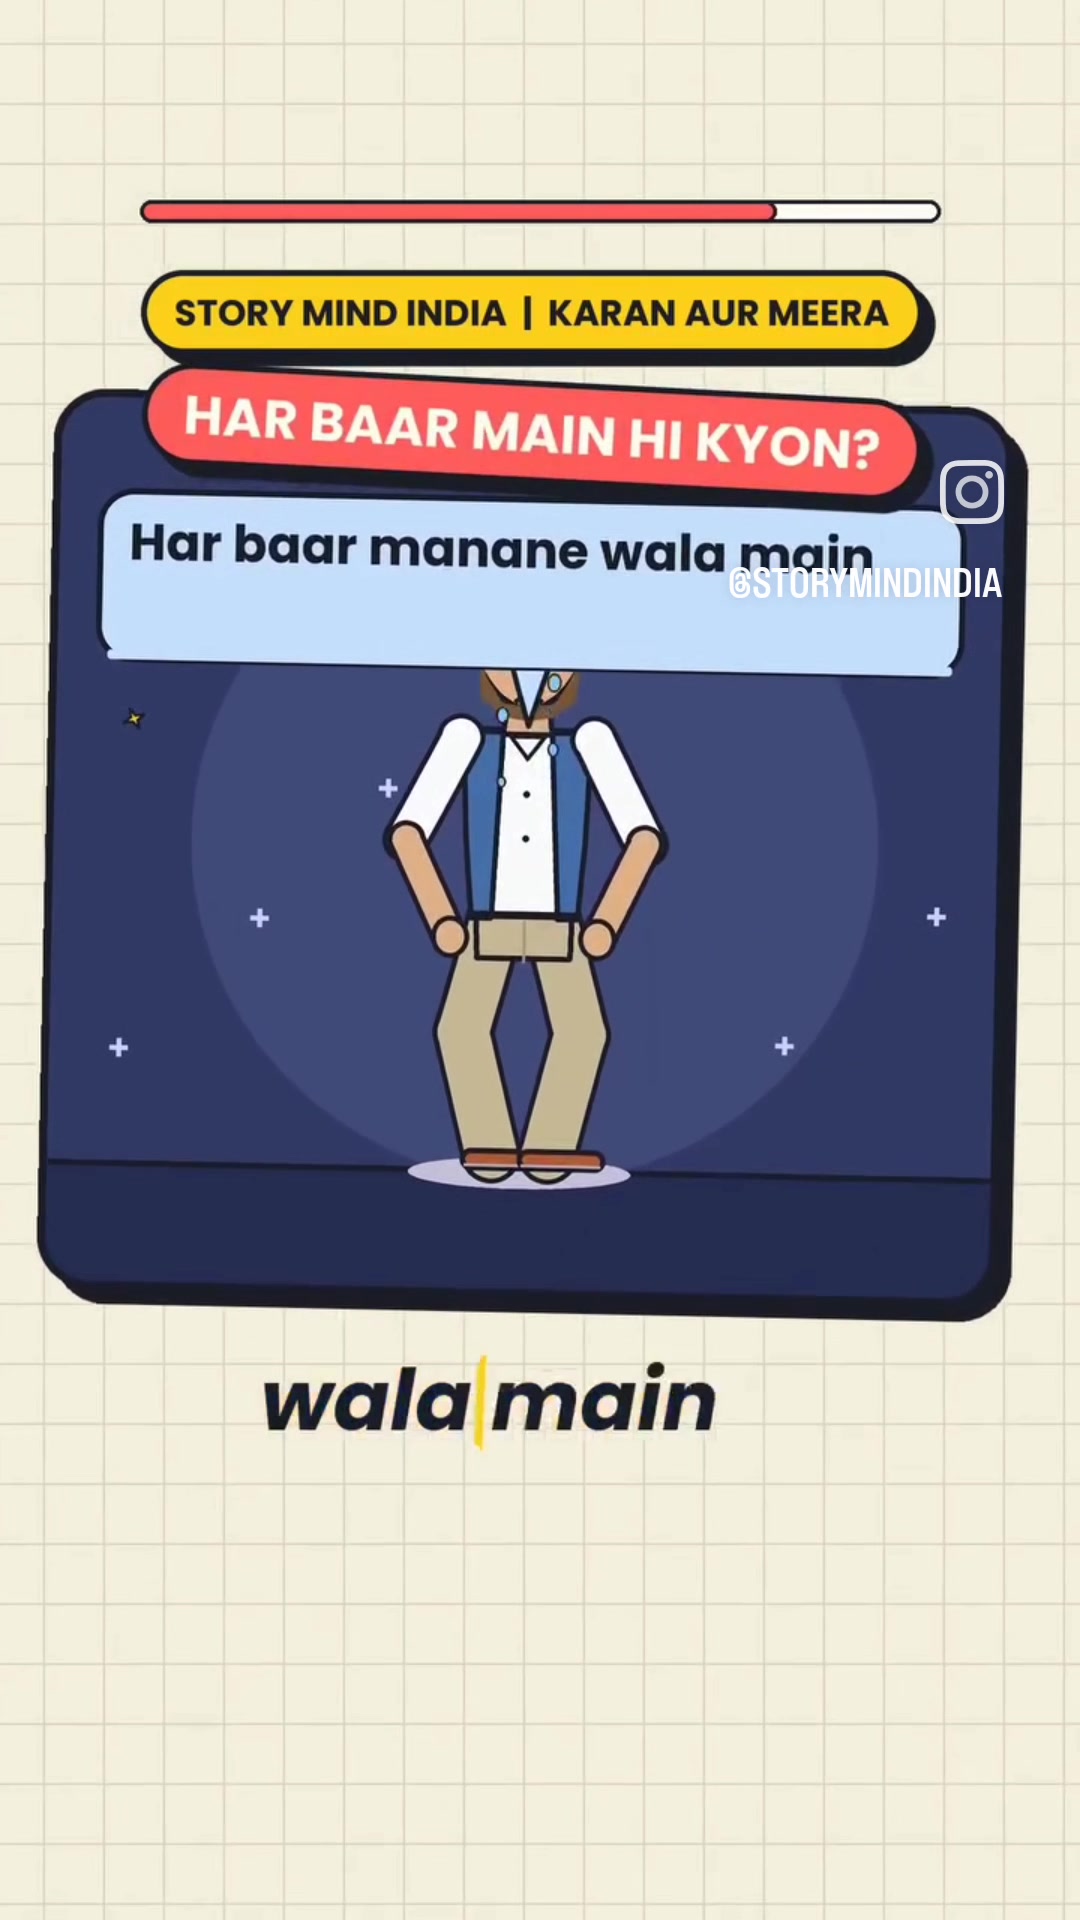 STORY MIND INDIA | KARAN AUR MEERA
HAR BAAR MAIN HI KYON?
Har baar manane wala main
@STORYMINDINDIA
wala main